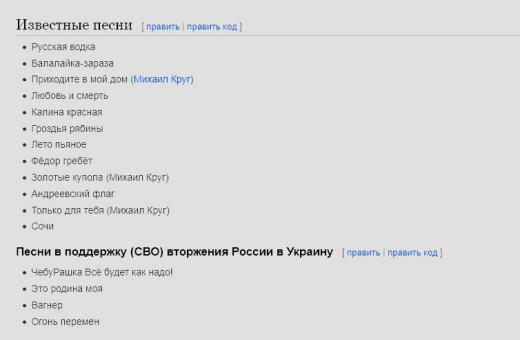 Известные песни [ править | править код ]
Русская водка
Балалайка-зараза
Приходите в мой дом (Михаил Круг)
Любовь и смерть
Калина красная
Гроздья рябины
Лето пьяное
Фёдор гребёт
Золотые купола (Михаил Круг)
Андреевский флаг
Только для тебя (Михаил Круг)
Сочи
Песни в поддержку (СВО) вторжения России в Украину [ править | править код ]
ЧебуРашка Всё будет как надо!
Это родина моя
Вагнер
Огонь перемен